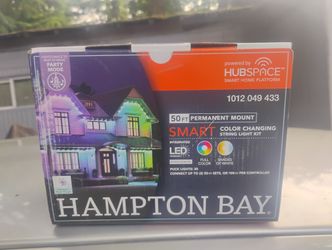 PARTY
MODE
powered by
HUBSPACE
SMART HOME PLATFORM
1012 049 433
50 FT PERMANENT MOUNT
SMART COLOR CHANGING
STRING LIGHT KIT
INTEGRATED
LED
FULL
COLOR
SHADES
OF WHITE
HAMPTON BAY